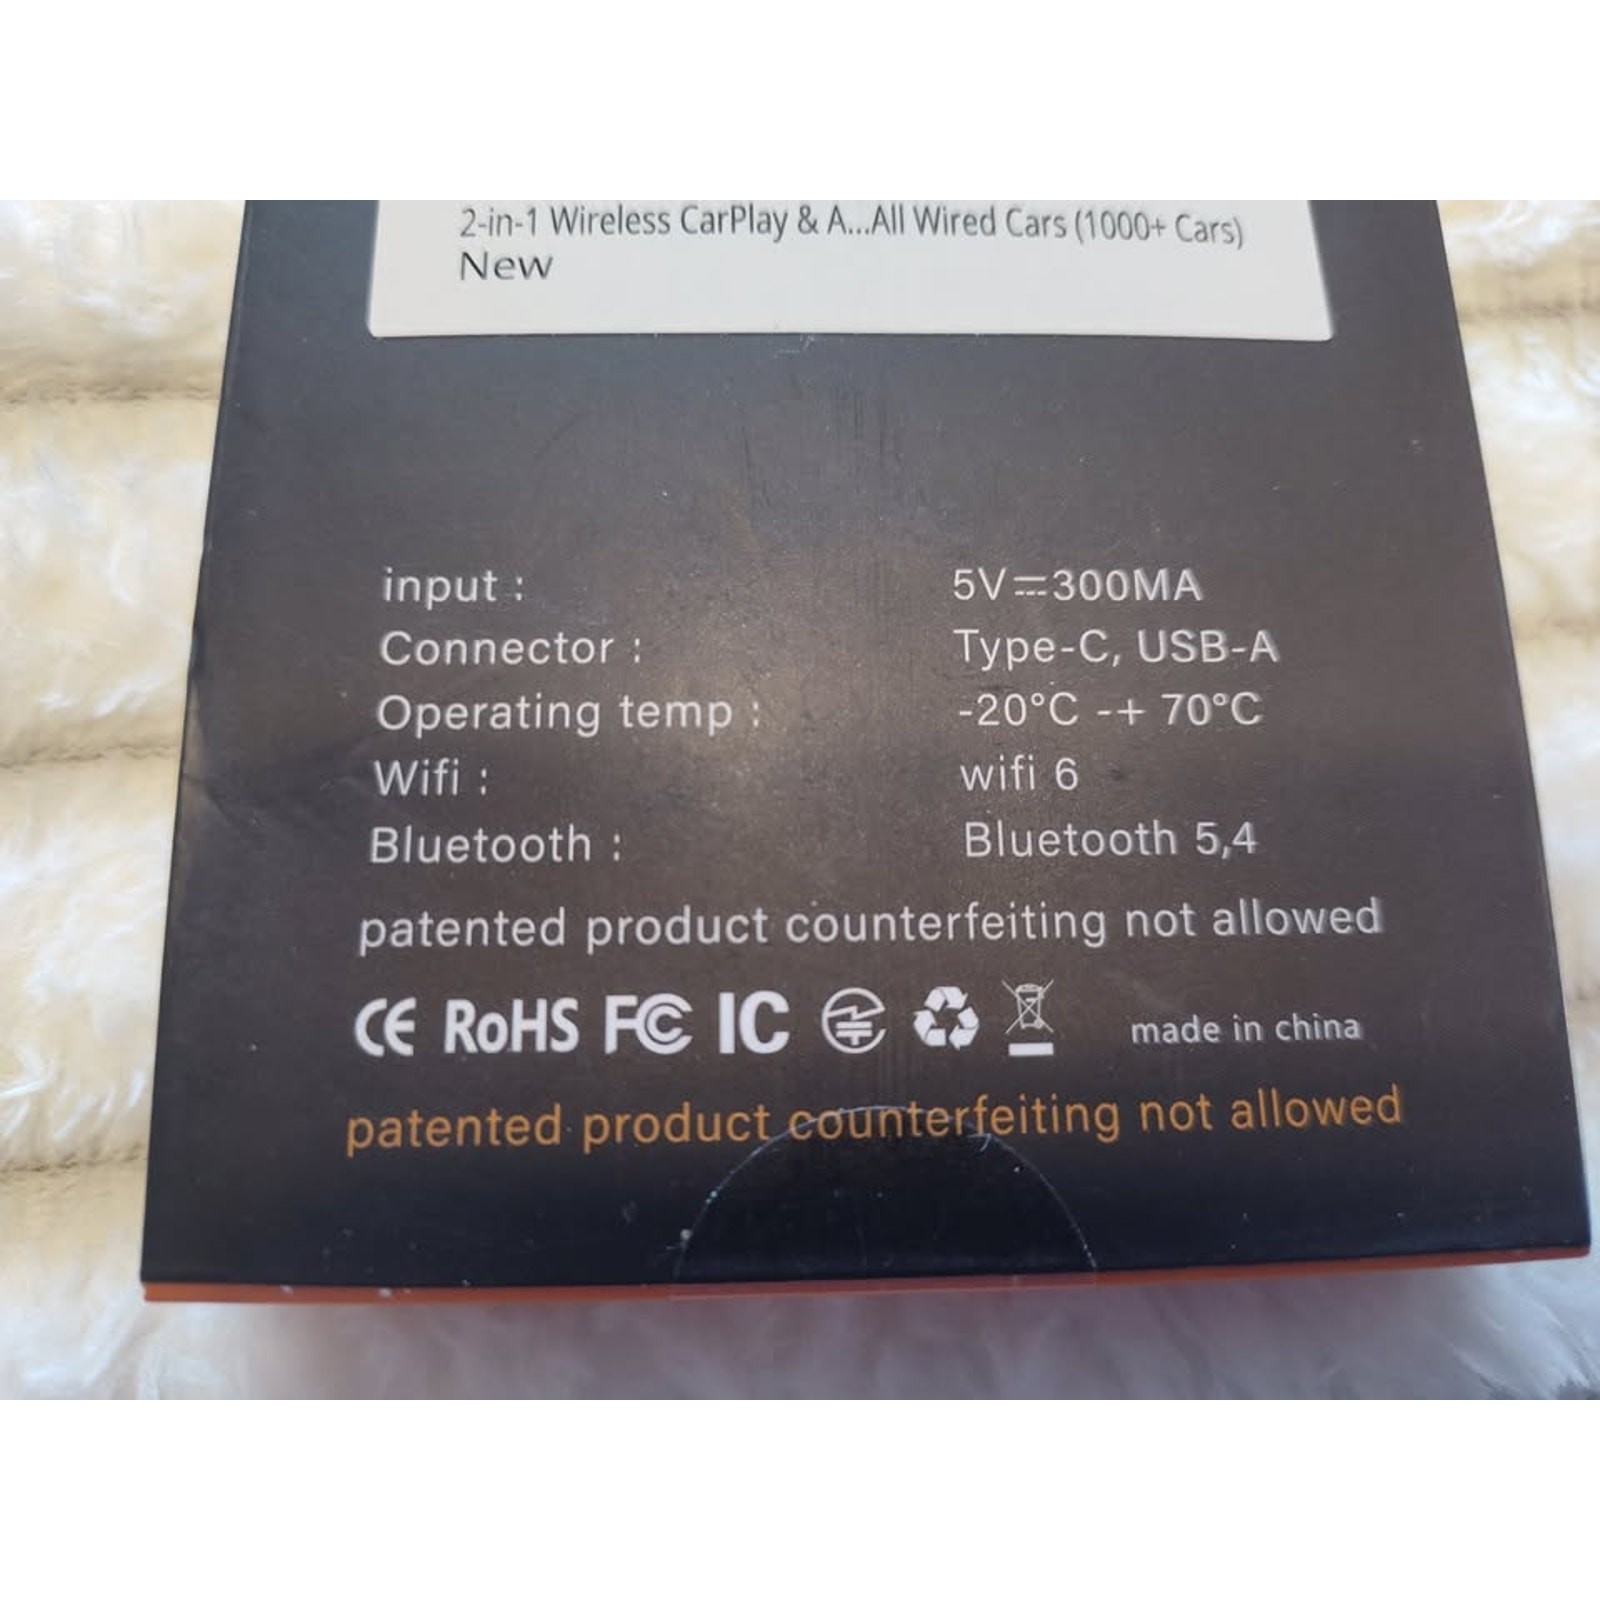 2-in-1 Wireless CarPlay & A...All Wired Cars (1000+ Cars)
New
input : 5V⎓300MA
Connector : Type-C, USB-A
Operating temp : -20°C -+ 70°C
Wifi : wifi 6
Bluetooth : Bluetooth 5,4
patented product counterfeiting not allowed
CE RoHS FC IC made in china
patented product counterfeiting not allowed